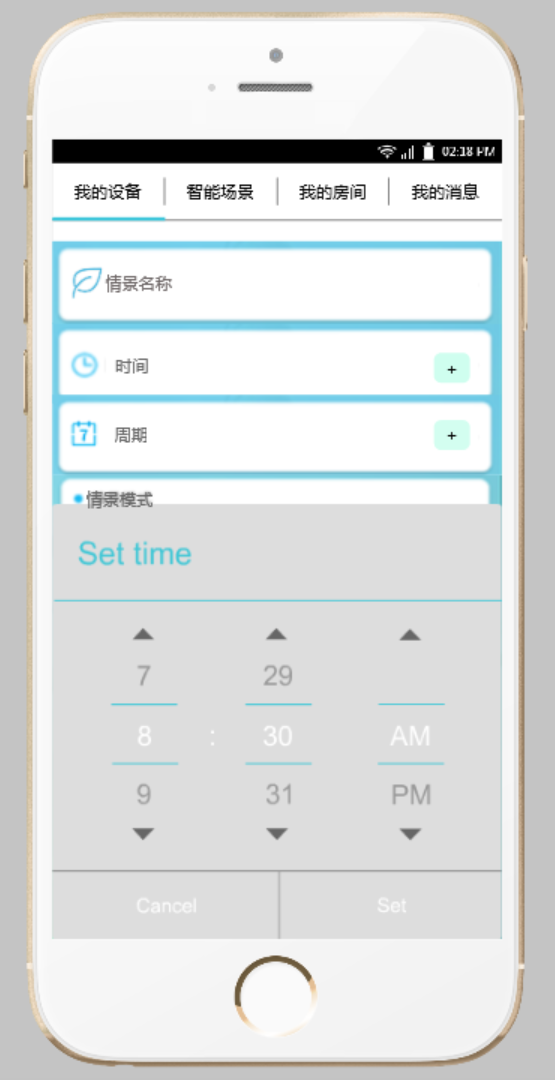 02:18 PM
我的设备 智能场景 我的房间 我的消息
情景名称
时间 +
7 周期 +
情景模式
Set time
7 29
8 : 30 AM
9 31 PM
Cancel Set